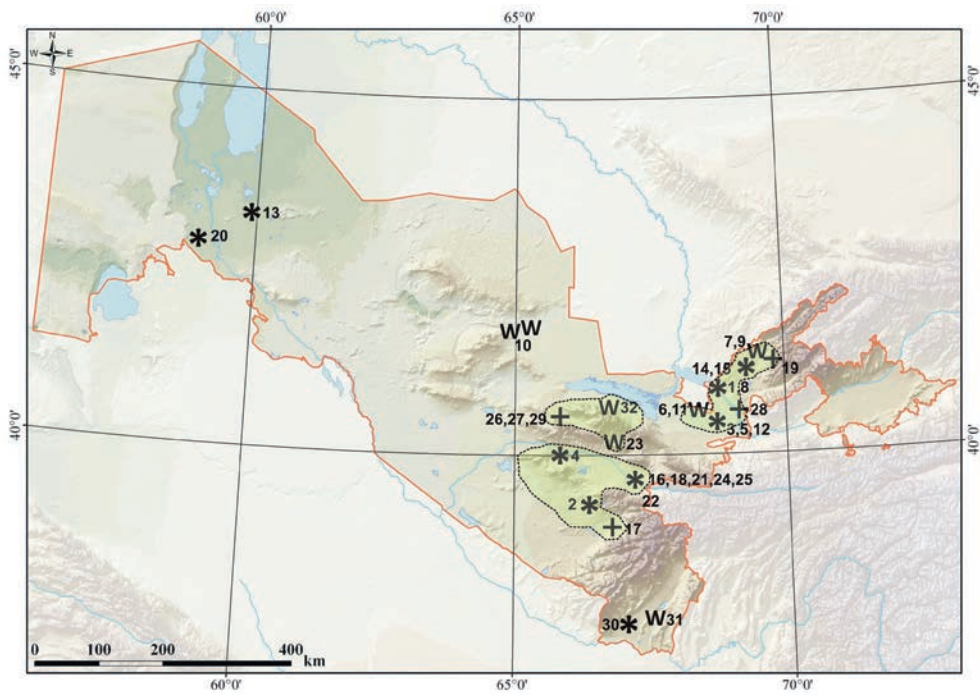 60°0' 65°0' 70°0'
N
W E
S
45°0' 45°0'
13
20
W W
10
7,9 W
14,15 19
1,8
W 32 6,11 W 28
26,27,29 3,5,12
40°0' W 23 40°0'
4
16,18,21,24,25
2 22
17
30 W 31
0 100 200 400
km
60°0' 65°0' 70°0'